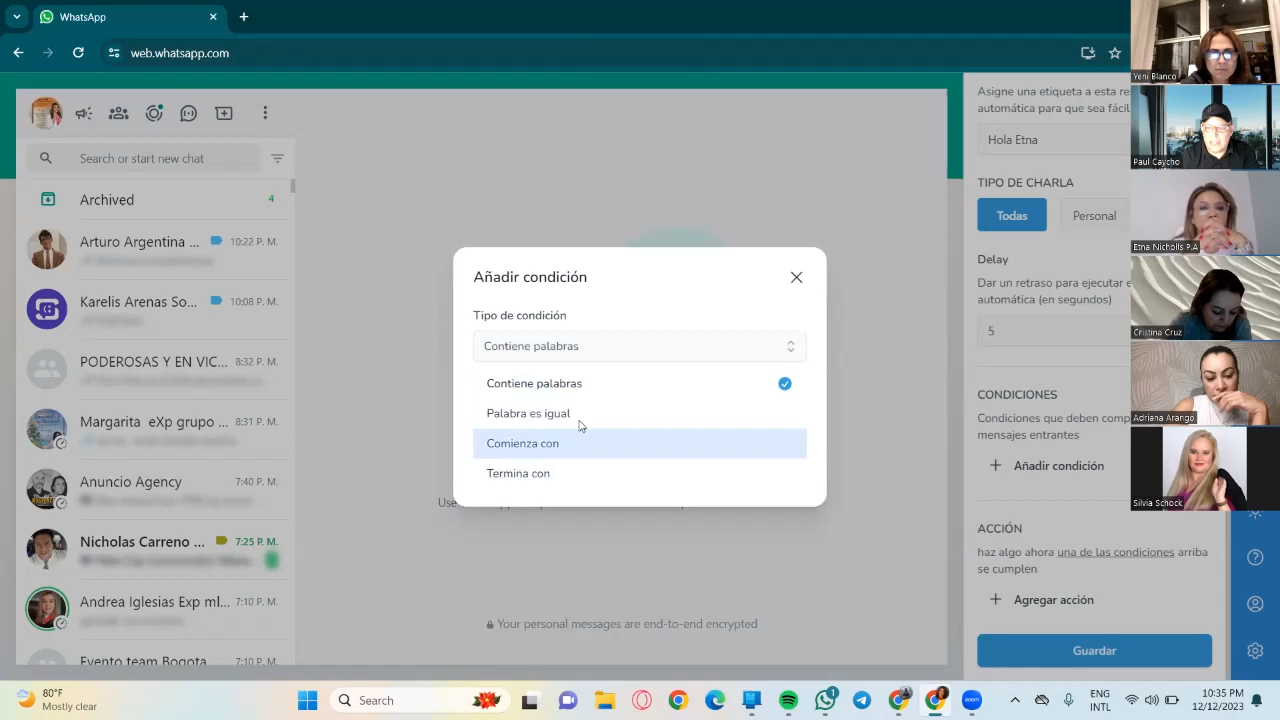 WhatsApp
web.whatsapp.com
Search or start new chat
Archived
4
Arturo Argentina ...
10:22 P. M.
Karelis Arenas So...
10:08 P. M.
PODEROSAS Y EN VIC...
8:32 P. M.
Miguel eXp grupo ...
8:31 P. M.
Anuncio Agency
7:40 P. M.
Nicholas Carreno ...
7:25 P. M.
Andrea Iglesias Exp ml...
7:10 P. M.
Evento team Bogota
7:10 P. M.
Use
Your personal messages are end-to-end encrypted
Añadir condición
Tipo de condición
Contiene palabras
Contiene palabras
Palabra es igual
Comienza con
Termina con
Asigne una etiqueta a esta res
automática para que sea fácil
Hola Etna
TIPO DE CHARLA
Todas
Personal
Delay
Dar un retraso para ejecutar e
automática (en segundos)
5
CONDICIONES
Condiciones que deben comp
mensajes entrantes
Añadir condición
ACCIÓN
haz algo ahora una de las condiciones arriba
se cumplen
Agregar acción
Guardar
Yeni Blanco
Paul Caycho
Etna Nicholls P.A
Cristina Cruz
Adriana Arango
Silvia Schock
80°F
Mostly clear
Search
1
zoom
ENG
INTL
10:35 PM
12/12/2023